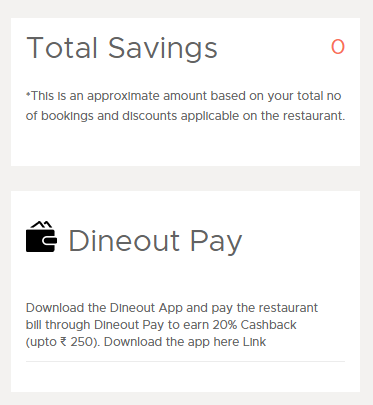 Total Savings 0
*This is an approximate amount based on your total no
of bookings and discounts applicable on the restaurant.
Dineout Pay
Download the Dineout App and pay the restaurant
bill through Dineout Pay to earn 20% Cashback
(upto ₹ 250). Download the app here Link